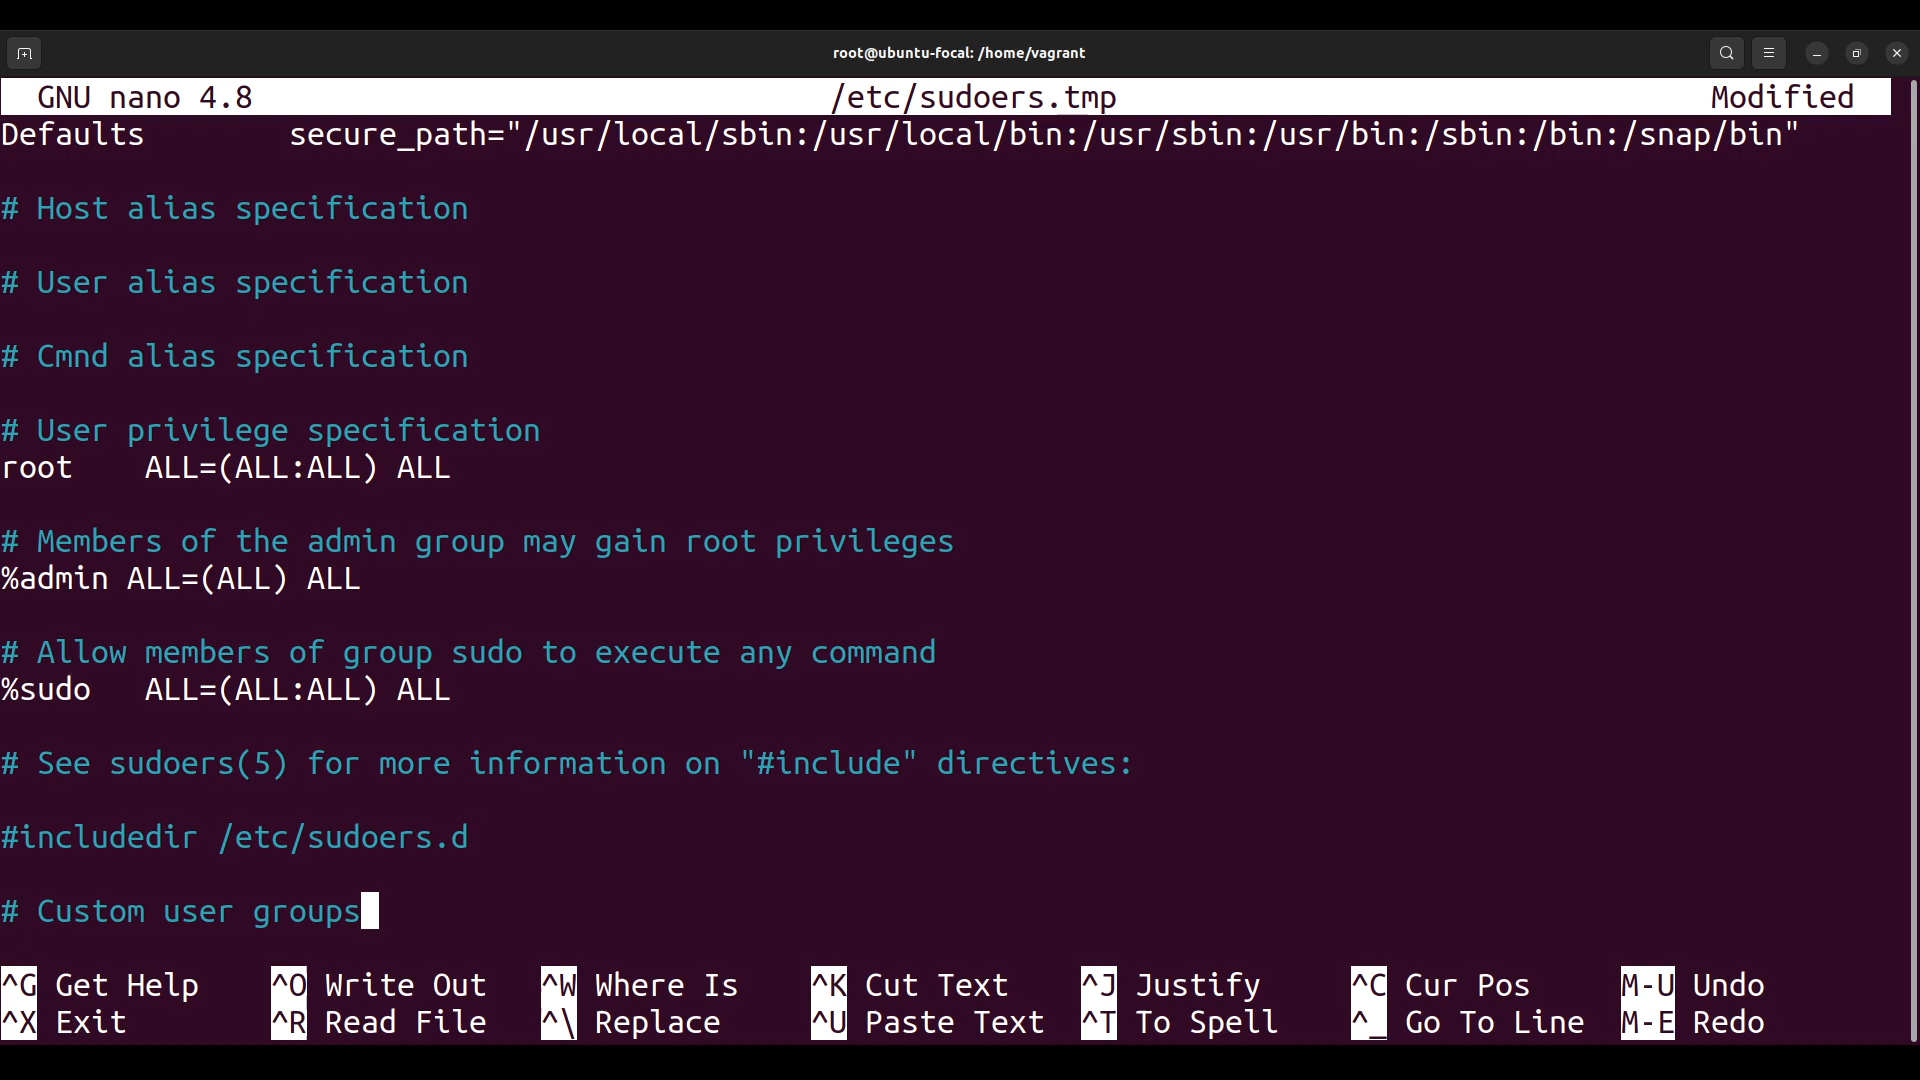 root@ubuntu-focal: /home/vagrant
GNU nano 4.8 /etc/sudoers.tmp Modified
Defaults secure_path="/usr/local/sbin:/usr/local/bin:/usr/sbin:/usr/bin:/sbin:/bin:/snap/bin"
# Host alias specification
# User alias specification
# Cmnd alias specification
# User privilege specification
root ALL=(ALL:ALL) ALL
# Members of the admin group may gain root privileges
%admin ALL=(ALL) ALL
# Allow members of group sudo to execute any command
%sudo ALL=(ALL:ALL) ALL
# See sudoers(5) for more information on "#include" directives:
#includedir /etc/sudoers.d
# Custom user groups
^G Get Help ^O Write Out ^W Where Is ^K Cut Text ^J Justify ^C Cur Pos M-U Undo
^X Exit ^R Read File ^\ Replace ^U Paste Text ^T To Spell ^_ Go To Line M-E Redo